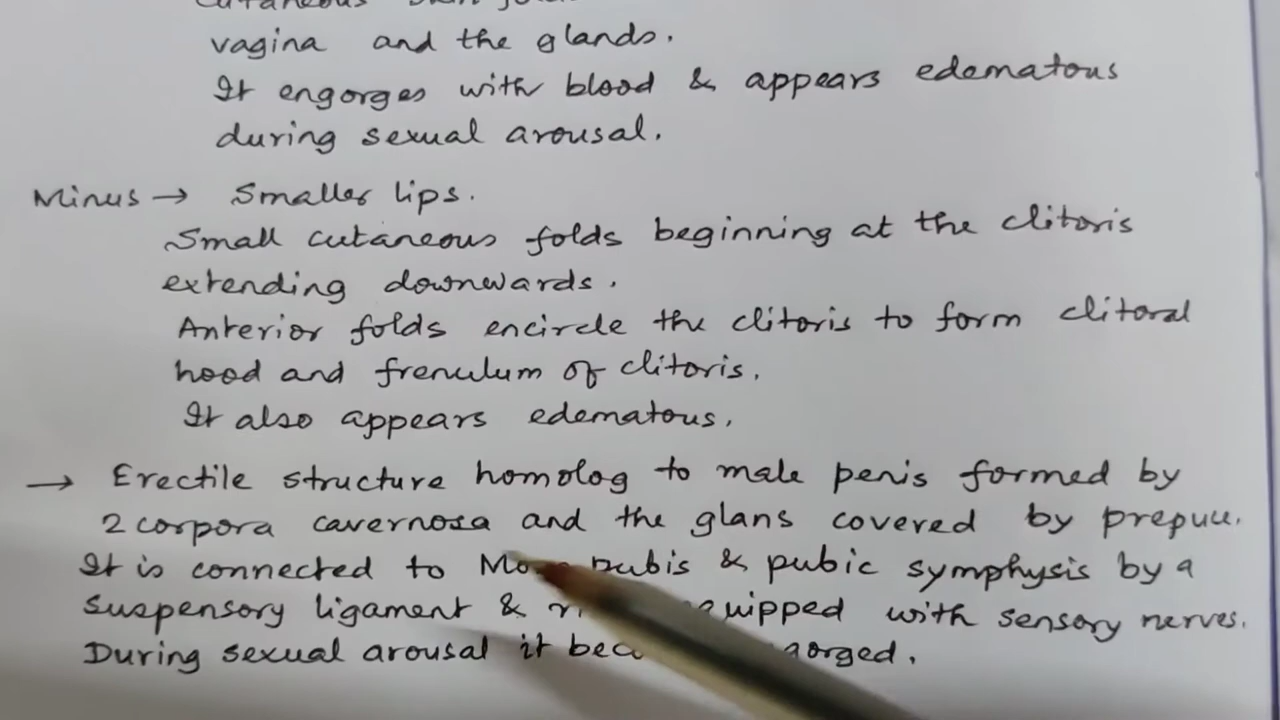 cutaneous skin folds
vagina and the glands.
It engorges with blood & appears edematous
during sexual arousal.
Minus → Smaller lips.
Small cutaneous folds beginning at the clitoris
extending downwards.
Anterior folds encircle the clitoris to form clitoral
hood and frenulum of clitoris.
It also appears edematous.
→ Erectile structure homolog to male penis formed by
2 corpora cavernosa and the glans covered by prepuce.
It is connected to pubis & pubic symphysis by a
suspensory ligament & with sensory nerves.
During sexual arousal it